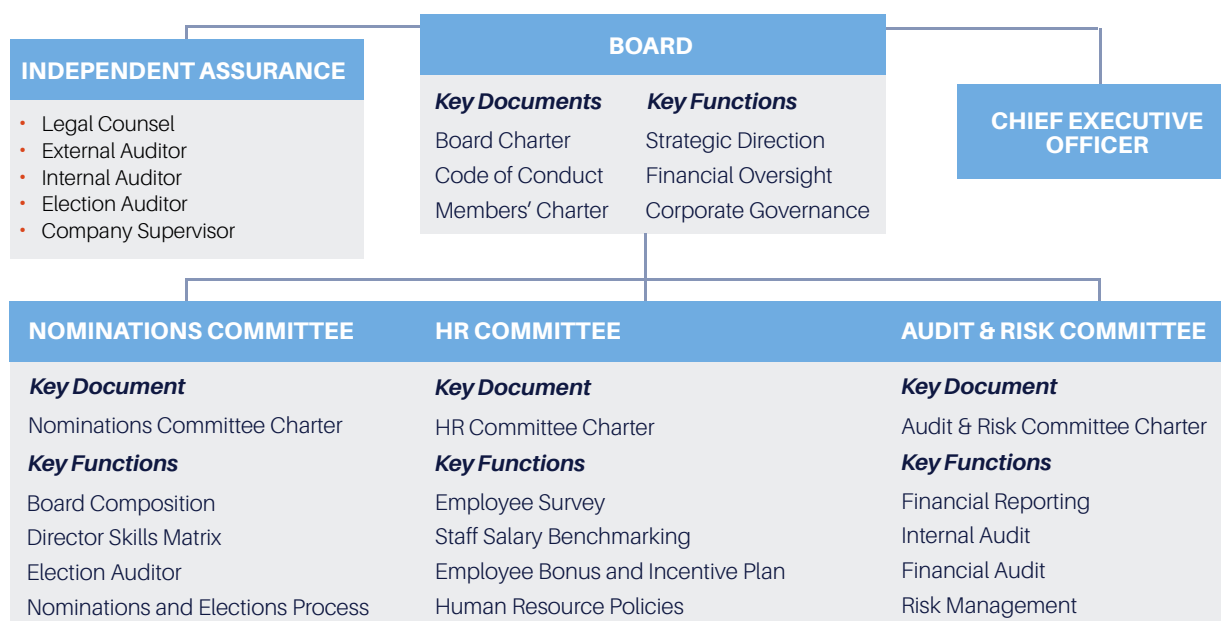 BOARD
INDEPENDENT ASSURANCE
• Legal Counsel
• External Auditor
• Internal Auditor
• Election Auditor
• Company Supervisor
Key Documents
Board Charter
Code of Conduct
Members’ Charter
Key Functions
Strategic Direction
Financial Oversight
Corporate Governance
CHIEF EXECUTIVE
OFFICER
NOMINATIONS COMMITTEE
Key Document
Nominations Committee Charter
Key Functions
Board Composition
Director Skills Matrix
Election Auditor
Nominations and Elections Process
HR COMMITTEE
Key Document
HR Committee Charter
Key Functions
Employee Survey
Staff Salary Benchmarking
Employee Bonus and Incentive Plan
Human Resource Policies
AUDIT & RISK COMMITTEE
Key Document
Audit & Risk Committee Charter
Key Functions
Financial Reporting
Internal Audit
Financial Audit
Risk Management